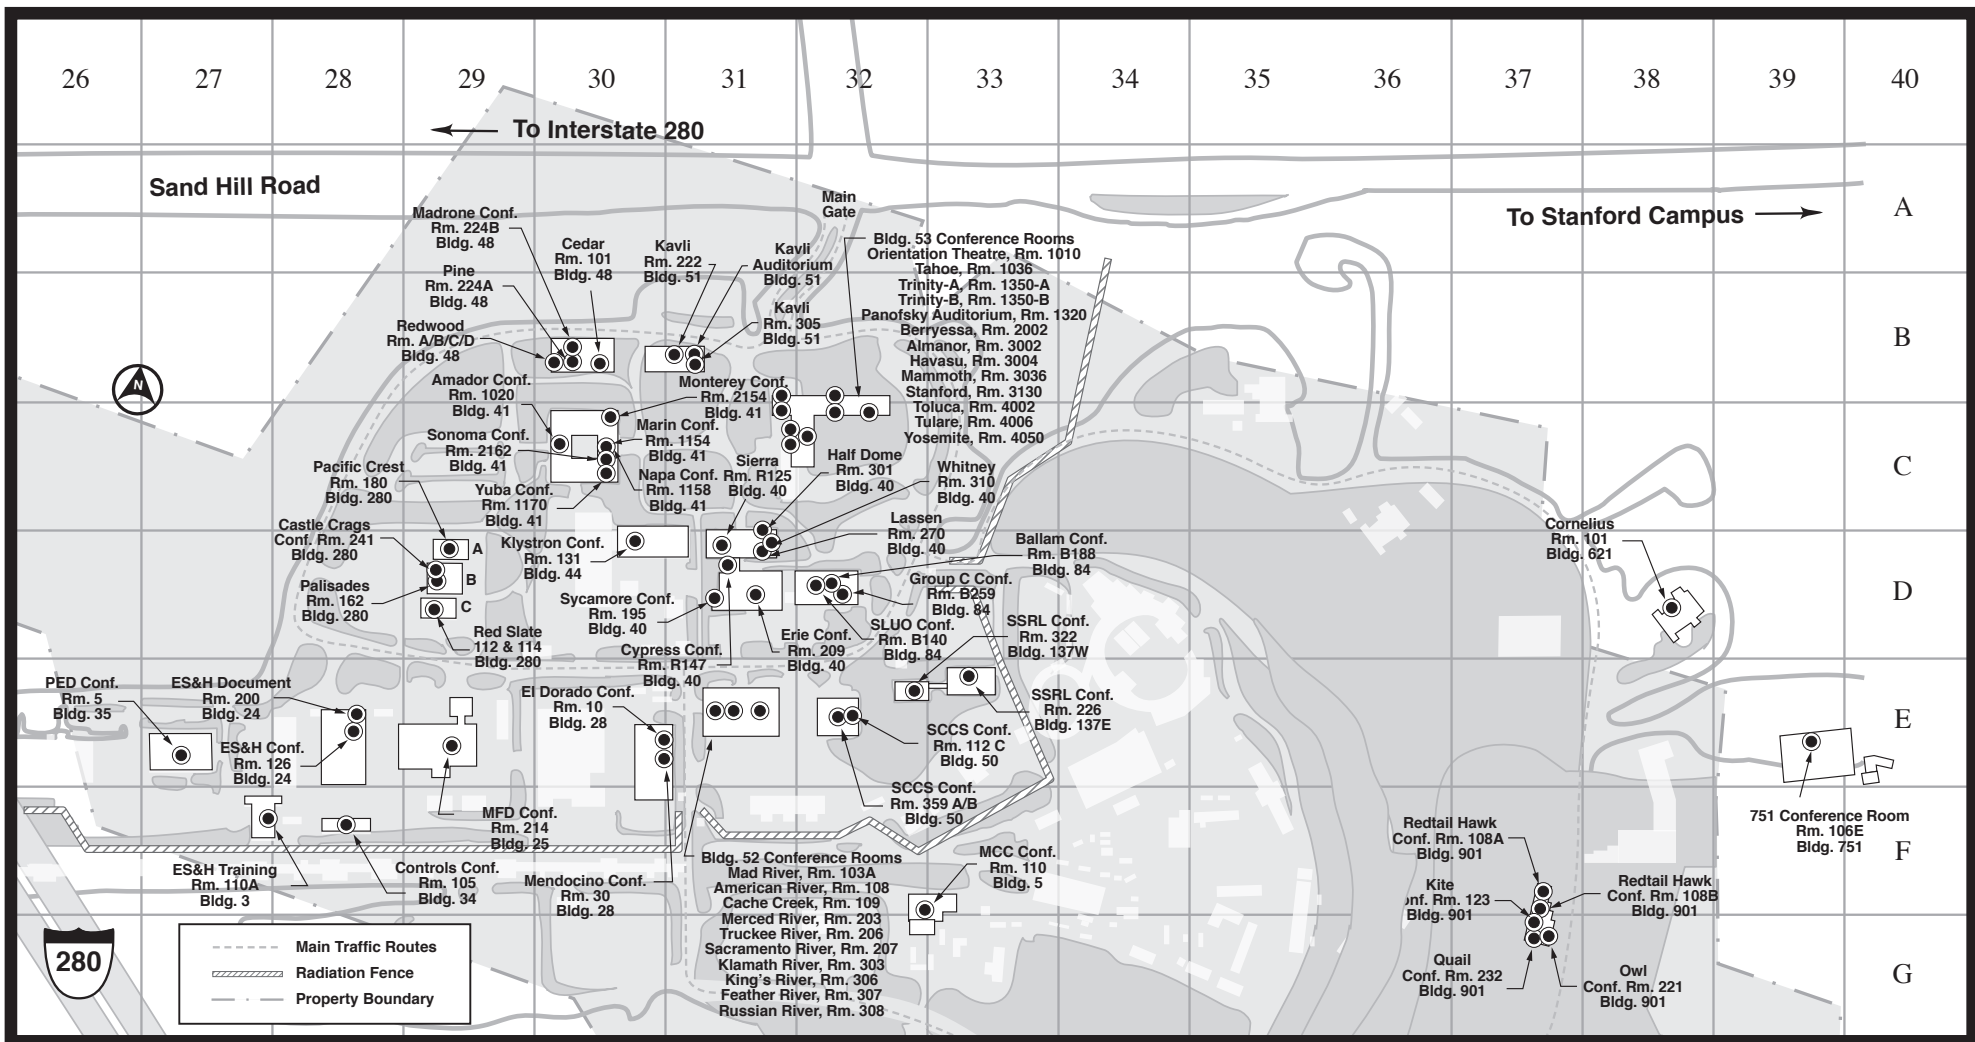 26 27 28 29 30 31 32 33 34 35 36 37 38 39 40
A
B
C
D
E
F
G
To Interstate 280
Sand Hill Road
To Stanford Campus
Main
Gate
Madrone Conf.
Rm. 224B
Bldg. 48
Cedar
Rm. 101
Bldg. 48
Kavli
Rm. 222
Bldg. 51
Kavli
Auditorium
Bldg. 51
Pine
Rm. 224A
Bldg. 48
Kavli
Rm. 305
Bldg. 51
Redwood
Rm. A/B/C/D
Bldg. 48
Bldg. 53 Conference Rooms
Orientation Theatre, Rm. 1010
Tahoe, Rm. 1036
Trinity-A, Rm. 1350-A
Trinity-B, Rm. 1350-B
Panofsky Auditorium, Rm. 1320
Berryessa, Rm. 2002
Almanor, Rm. 3002
Havasu, Rm. 3004
Mammoth, Rm. 3036
Stanford, Rm. 3130
Toluca, Rm. 4002
Tulare, Rm. 4006
Yosemite, Rm. 4050
N
Amador Conf.
Rm. 1020
Bldg. 41
Monterey Conf.
Rm. 2154
Bldg. 41
Sonoma Conf.
Rm. 2162
Bldg. 41
Marin Conf.
Rm. 1154
Bldg. 41
Napa Conf.
Rm. 1158
Bldg. 41
Yuba Conf.
Rm. 1170
Bldg. 41
Sierra
Rm. R125
Bldg. 40
Half Dome
Rm. 301
Bldg. 40
Whitney
Rm. 310
Bldg. 40
Lassen
Rm. 270
Bldg. 40
Pacific Crest
Rm. 180
Bldg. 280
Castle Crags
Conf. Rm. 241
Bldg. 280
Palisades
Rm. 162
Bldg. 280
A
B
C
Red Slate
112 & 114
Bldg. 280
Klystron Conf.
Rm. 131
Bldg. 44
Sycamore Conf.
Rm. 195
Bldg. 40
Cypress Conf.
Rm. R147
Bldg. 40
Erie Conf.
Rm. 209
Bldg. 40
Ballam Conf.
Rm. B188
Bldg. 84
Group C Conf.
Rm. B259
Bldg. 84
SLUO Conf.
Rm. B140
Bldg. 84
SSRL Conf.
Rm. 322
Bldg. 137W
SSRL Conf.
Rm. 226
Bldg. 137E
Cornelius
Rm. 101
Bldg. 621
PED Conf.
Rm. 5
Bldg. 35
ES&H Document
Rm. 200
Bldg. 24
ES&H Conf.
Rm. 126
Bldg. 24
El Dorado Conf.
Rm. 10
Bldg. 28
SCCS Conf.
Rm. 112 C
Bldg. 50
SCCS Conf.
Rm. 359 A/B
Bldg. 50
MFD Conf.
Rm. 214
Bldg. 25
ES&H Training
Rm. 110A
Bldg. 3
Controls Conf.
Rm. 105
Bldg. 34
Mendocino Conf.
Rm. 30
Bldg. 28
Bldg. 52 Conference Rooms
Mad River, Rm. 103A
American River, Rm. 108
Cache Creek, Rm. 109
Merced River, Rm. 203
Truckee River, Rm. 206
Sacramento River, Rm. 207
Klamath River, Rm. 303
King's River, Rm. 306
Feather River, Rm. 307
Russian River, Rm. 308
MCC Conf.
Rm. 110
Bldg. 5
751 Conference Room
Rm. 106E
Bldg. 751
Redtail Hawk
Conf. Rm. 108A
Bldg. 901
Kite
onf. Rm. 123
Bldg. 901
Redtail Hawk
Conf. Rm. 108B
Bldg. 901
Quail
Conf. Rm. 232
Bldg. 901
Owl
Conf. Rm. 221
Bldg. 901
280
Main Traffic Routes
Radiation Fence
Property Boundary